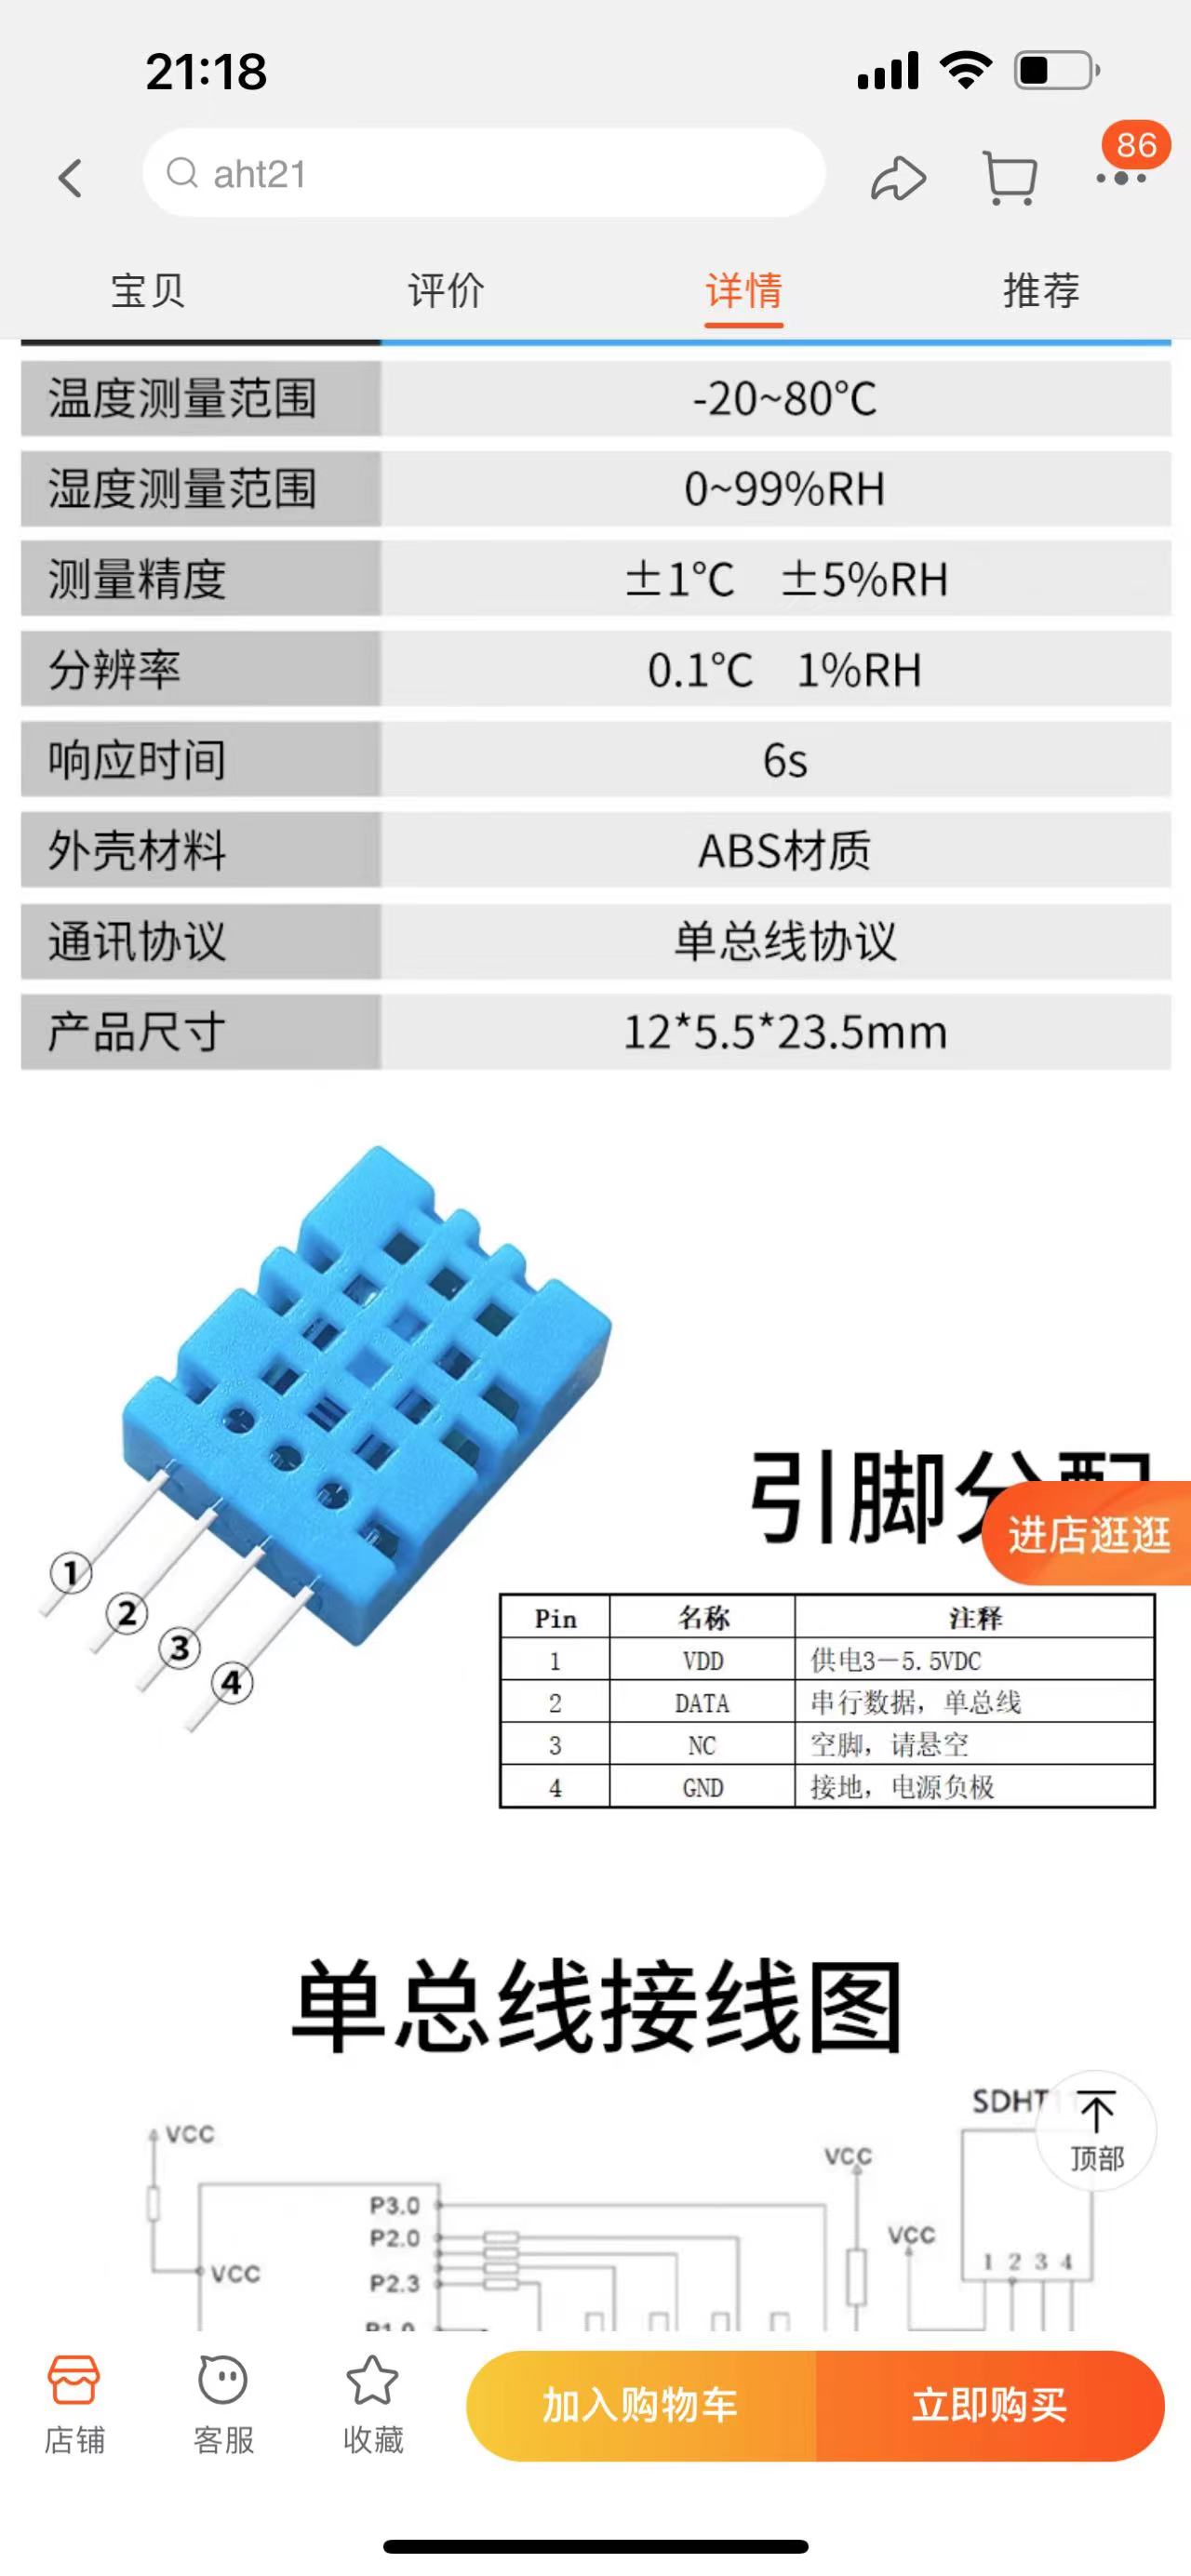 21:18
86
aht21
宝贝 评价 详情 推荐
温度测量范围 -20~80℃
湿度测量范围 0~99%RH
测量精度 ±1℃ ±5%RH
分辨率 0.1℃ 1%RH
响应时间 6s
外壳材料 ABS材质
通讯协议 单总线协议
产品尺寸 12*5.5*23.5mm
引脚分配
进店逛逛
① ② ③ ④
Pin 名称 注释
1 VDD 供电3－5.5VDC
2 DATA 串行数据，单总线
3 NC 空脚，请悬空
4 GND 接地，电源负极
单总线接线图
SDHT11
顶部
VCC
VCC
P3.0
P2.0
VCC
VCC
P2.3
1 2 3 4
P1.0
店铺 客服 收藏 加入购物车 立即购买